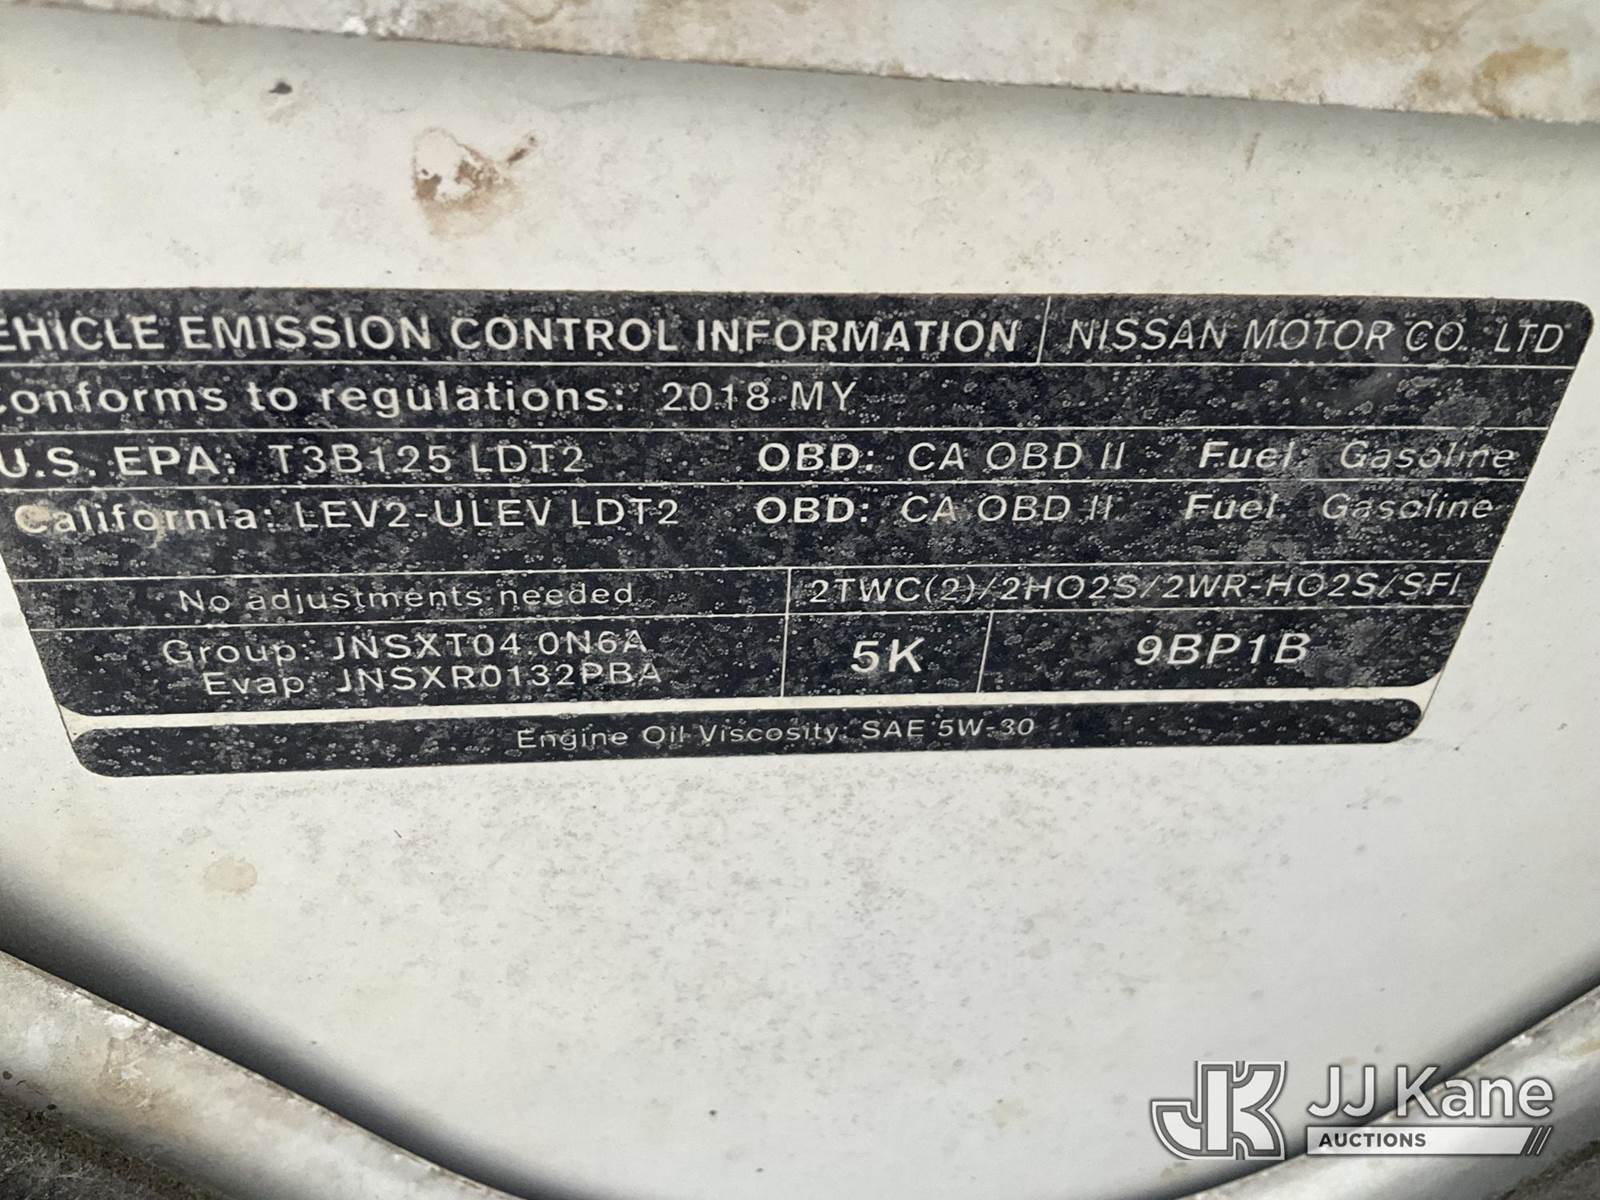 EHICLE EMISSION CONTROL INFORMATION NISSAN MOTOR CO., LTD
Conforms to regulations: 2018 MY
U.S. EPA: T3B125 LDT2 OBD: CA OBD II Fuel: Gasoline
California: LEV2-ULEV LDT2 OBD: CA OBD II Fuel: Gasoline
No adjustments needed 2TWC(2)/2HO2S/2WR-HO2S/SFI
Group: JNSXT04.0N6A
Evap: JNSXR0132PBA
5K 9BP1B
Engine Oil Viscosity: SAE 5W-30
JK JJ Kane
AUCTIONS